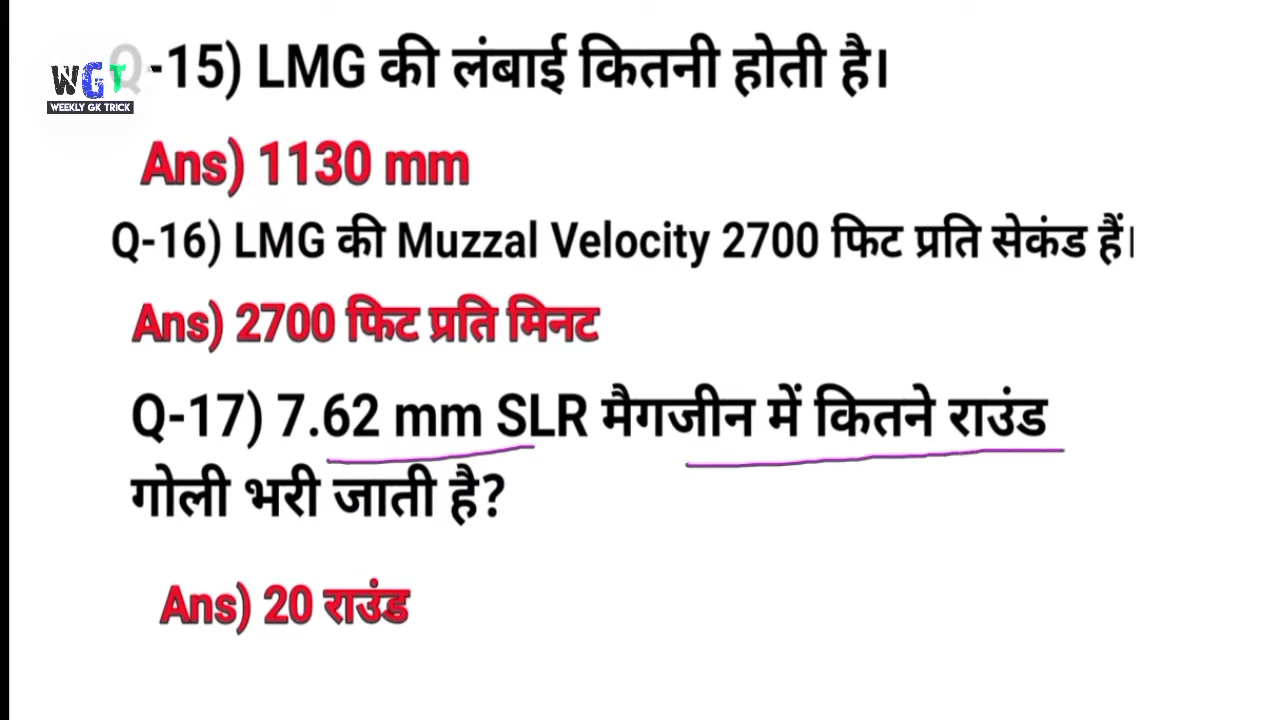 Q-15) LMG की लंबाई कितनी होती है।
WGT
WEEKLY GK TRICK
Ans) 1130 mm
Q-16) LMG की Muzzal Velocity 2700 फिट प्रति सेकंड हैं।
Ans) 2700 फिट प्रति मिनट
Q-17) 7.62 mm SLR मैगजीन में कितने राउंड
गोली भरी जाती है?
Ans) 20 राउंड